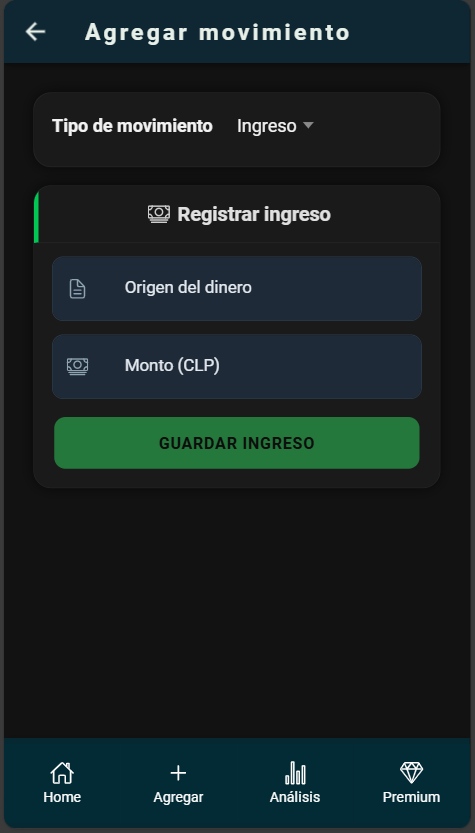 Agregar movimiento
Tipo de movimiento Ingreso
Registrar ingreso
Origen del dinero
Monto (CLP)
GUARDAR INGRESO
Home Agregar Análisis Premium